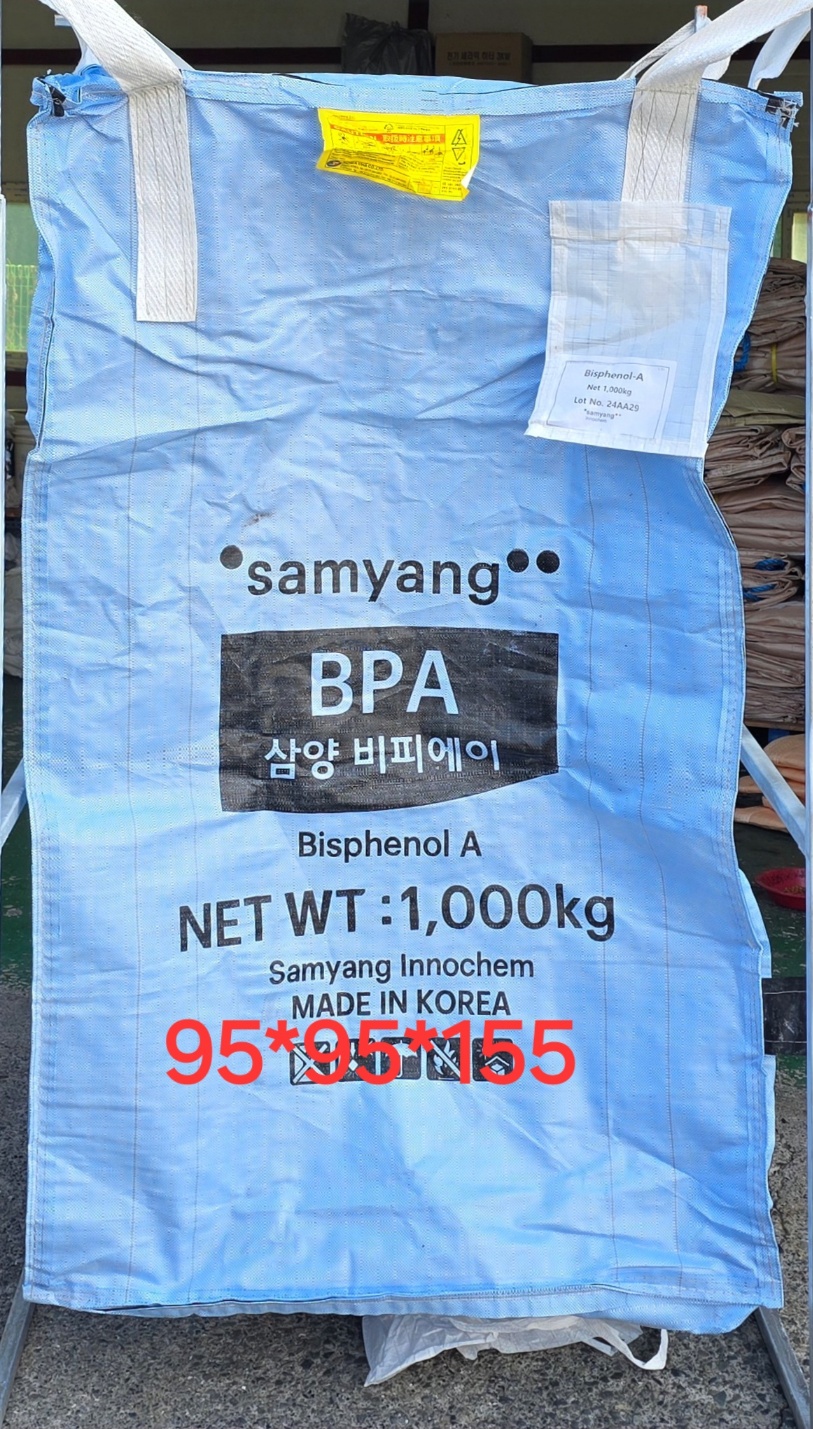 Bisphenol-A
Net 1,000kg
Lot No. 24AA29
samyang
samyang
BPA
삼양 비피에이
Bisphenol A
NET WT : 1,000kg
Samyang Innochem
MADE IN KOREA
95*95*155